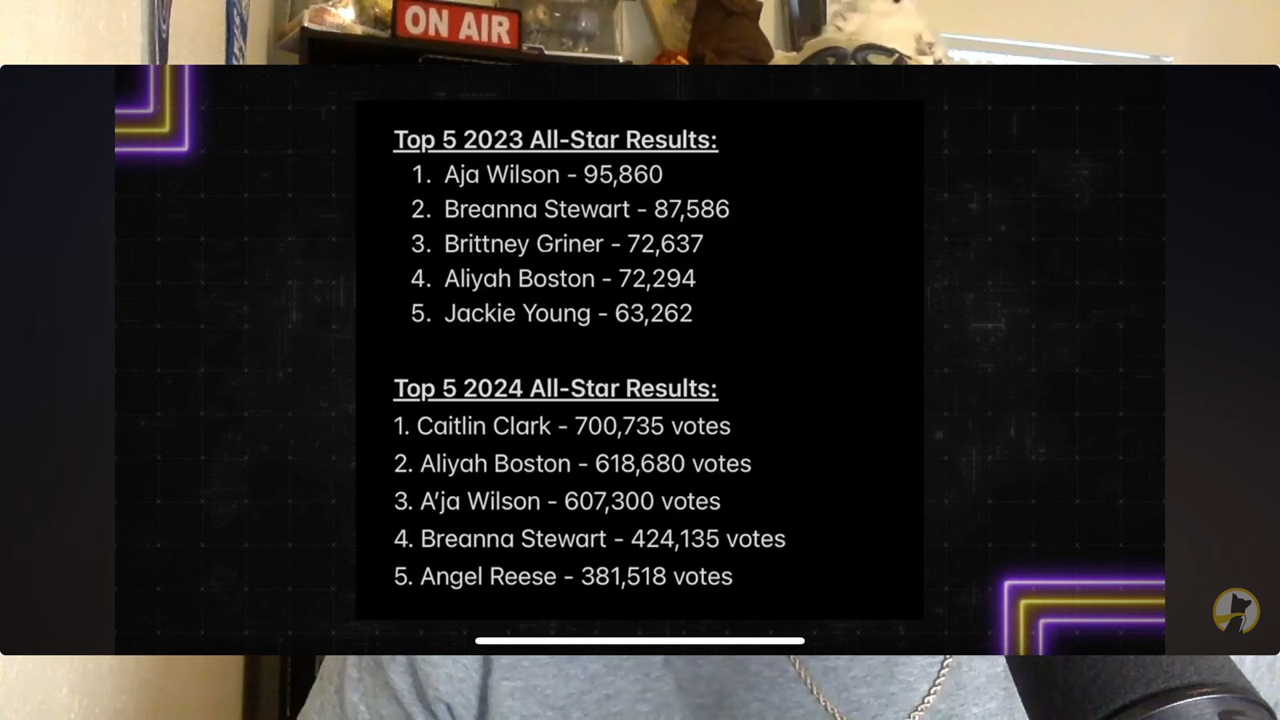 ON AIR
Top 5 2023 All-Star Results:
1. Aja Wilson - 95,860
2. Breanna Stewart - 87,586
3. Brittney Griner - 72,637
4. Aliyah Boston - 72,294
5. Jackie Young - 63,262
Top 5 2024 All-Star Results:
1. Caitlin Clark - 700,735 votes
2. Aliyah Boston - 618,680 votes
3. A’ja Wilson - 607,300 votes
4. Breanna Stewart - 424,135 votes
5. Angel Reese - 381,518 votes